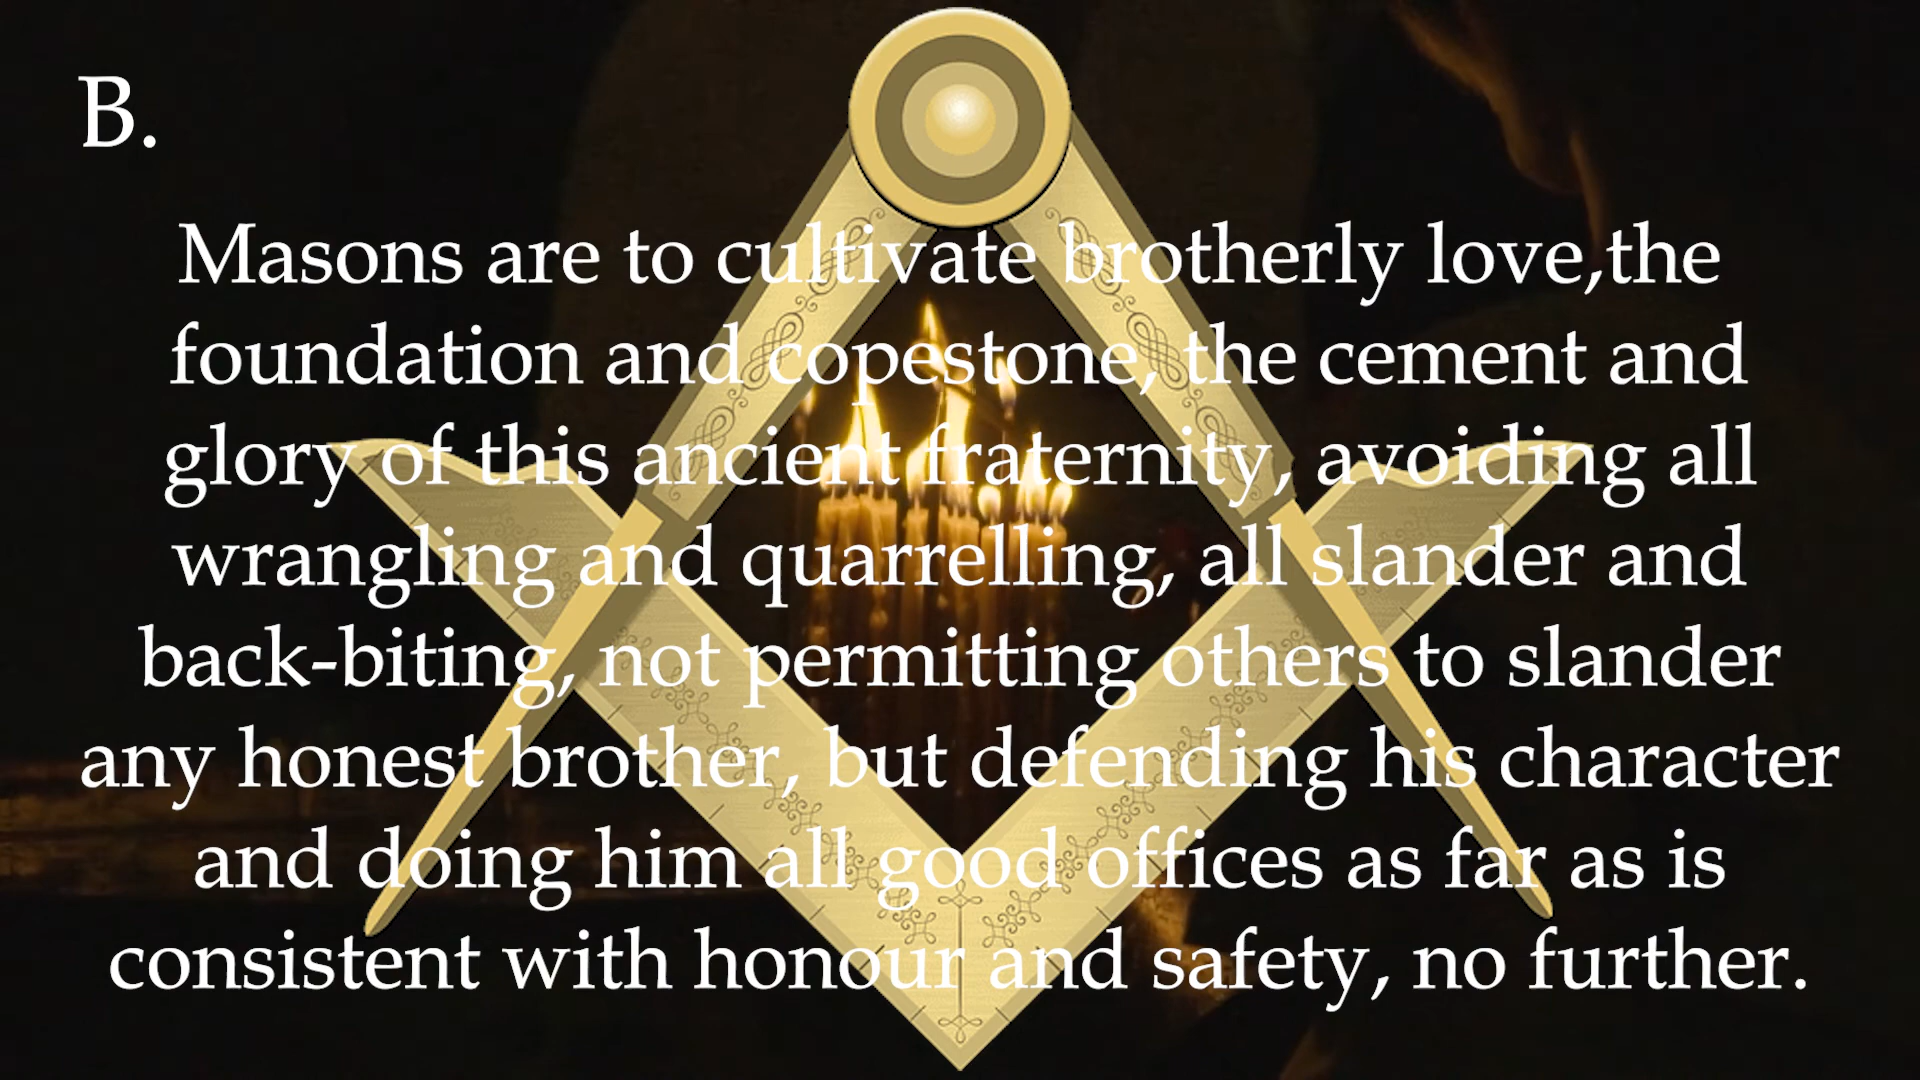 B.
Masons are to cultivate brotherly love,the
foundation and copestone, the cement and
glory of this ancient fraternity, avoiding all
wrangling and quarrelling, all slander and
back-biting, not permitting others to slander
any honest brother, but defending his character
and doing him all good offices as far as is
consistent with honour and safety, no further.